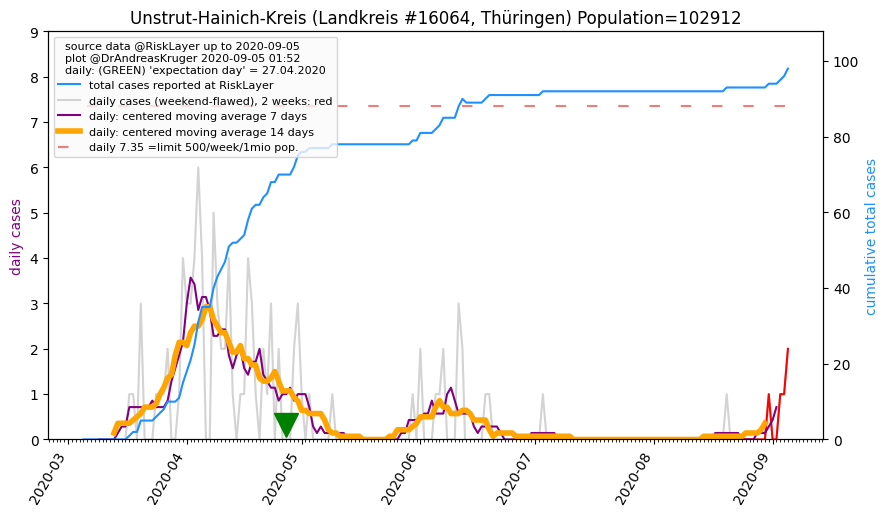 Unstrut-Hainich-Kreis (Landkreis #16064, Thüringen) Population=102912
source data @RiskLayer up to 2020-09-05
plot @DrAndreasKruger 2020-09-05 01:52
daily: (GREEN) 'expectation day' = 27.04.2020
total cases reported at RiskLayer
daily cases (weekend-flawed), 2 weeks: red
daily: centered moving average 7 days
daily: centered moving average 14 days
daily 7.35 =limit 500/week/1mio pop.
daily cases
9
8
7
6
5
4
3
2
1
0
cumulative total cases
100
80
60
40
20
0
2020-03
2020-04
2020-05
2020-06
2020-07
2020-08
2020-09